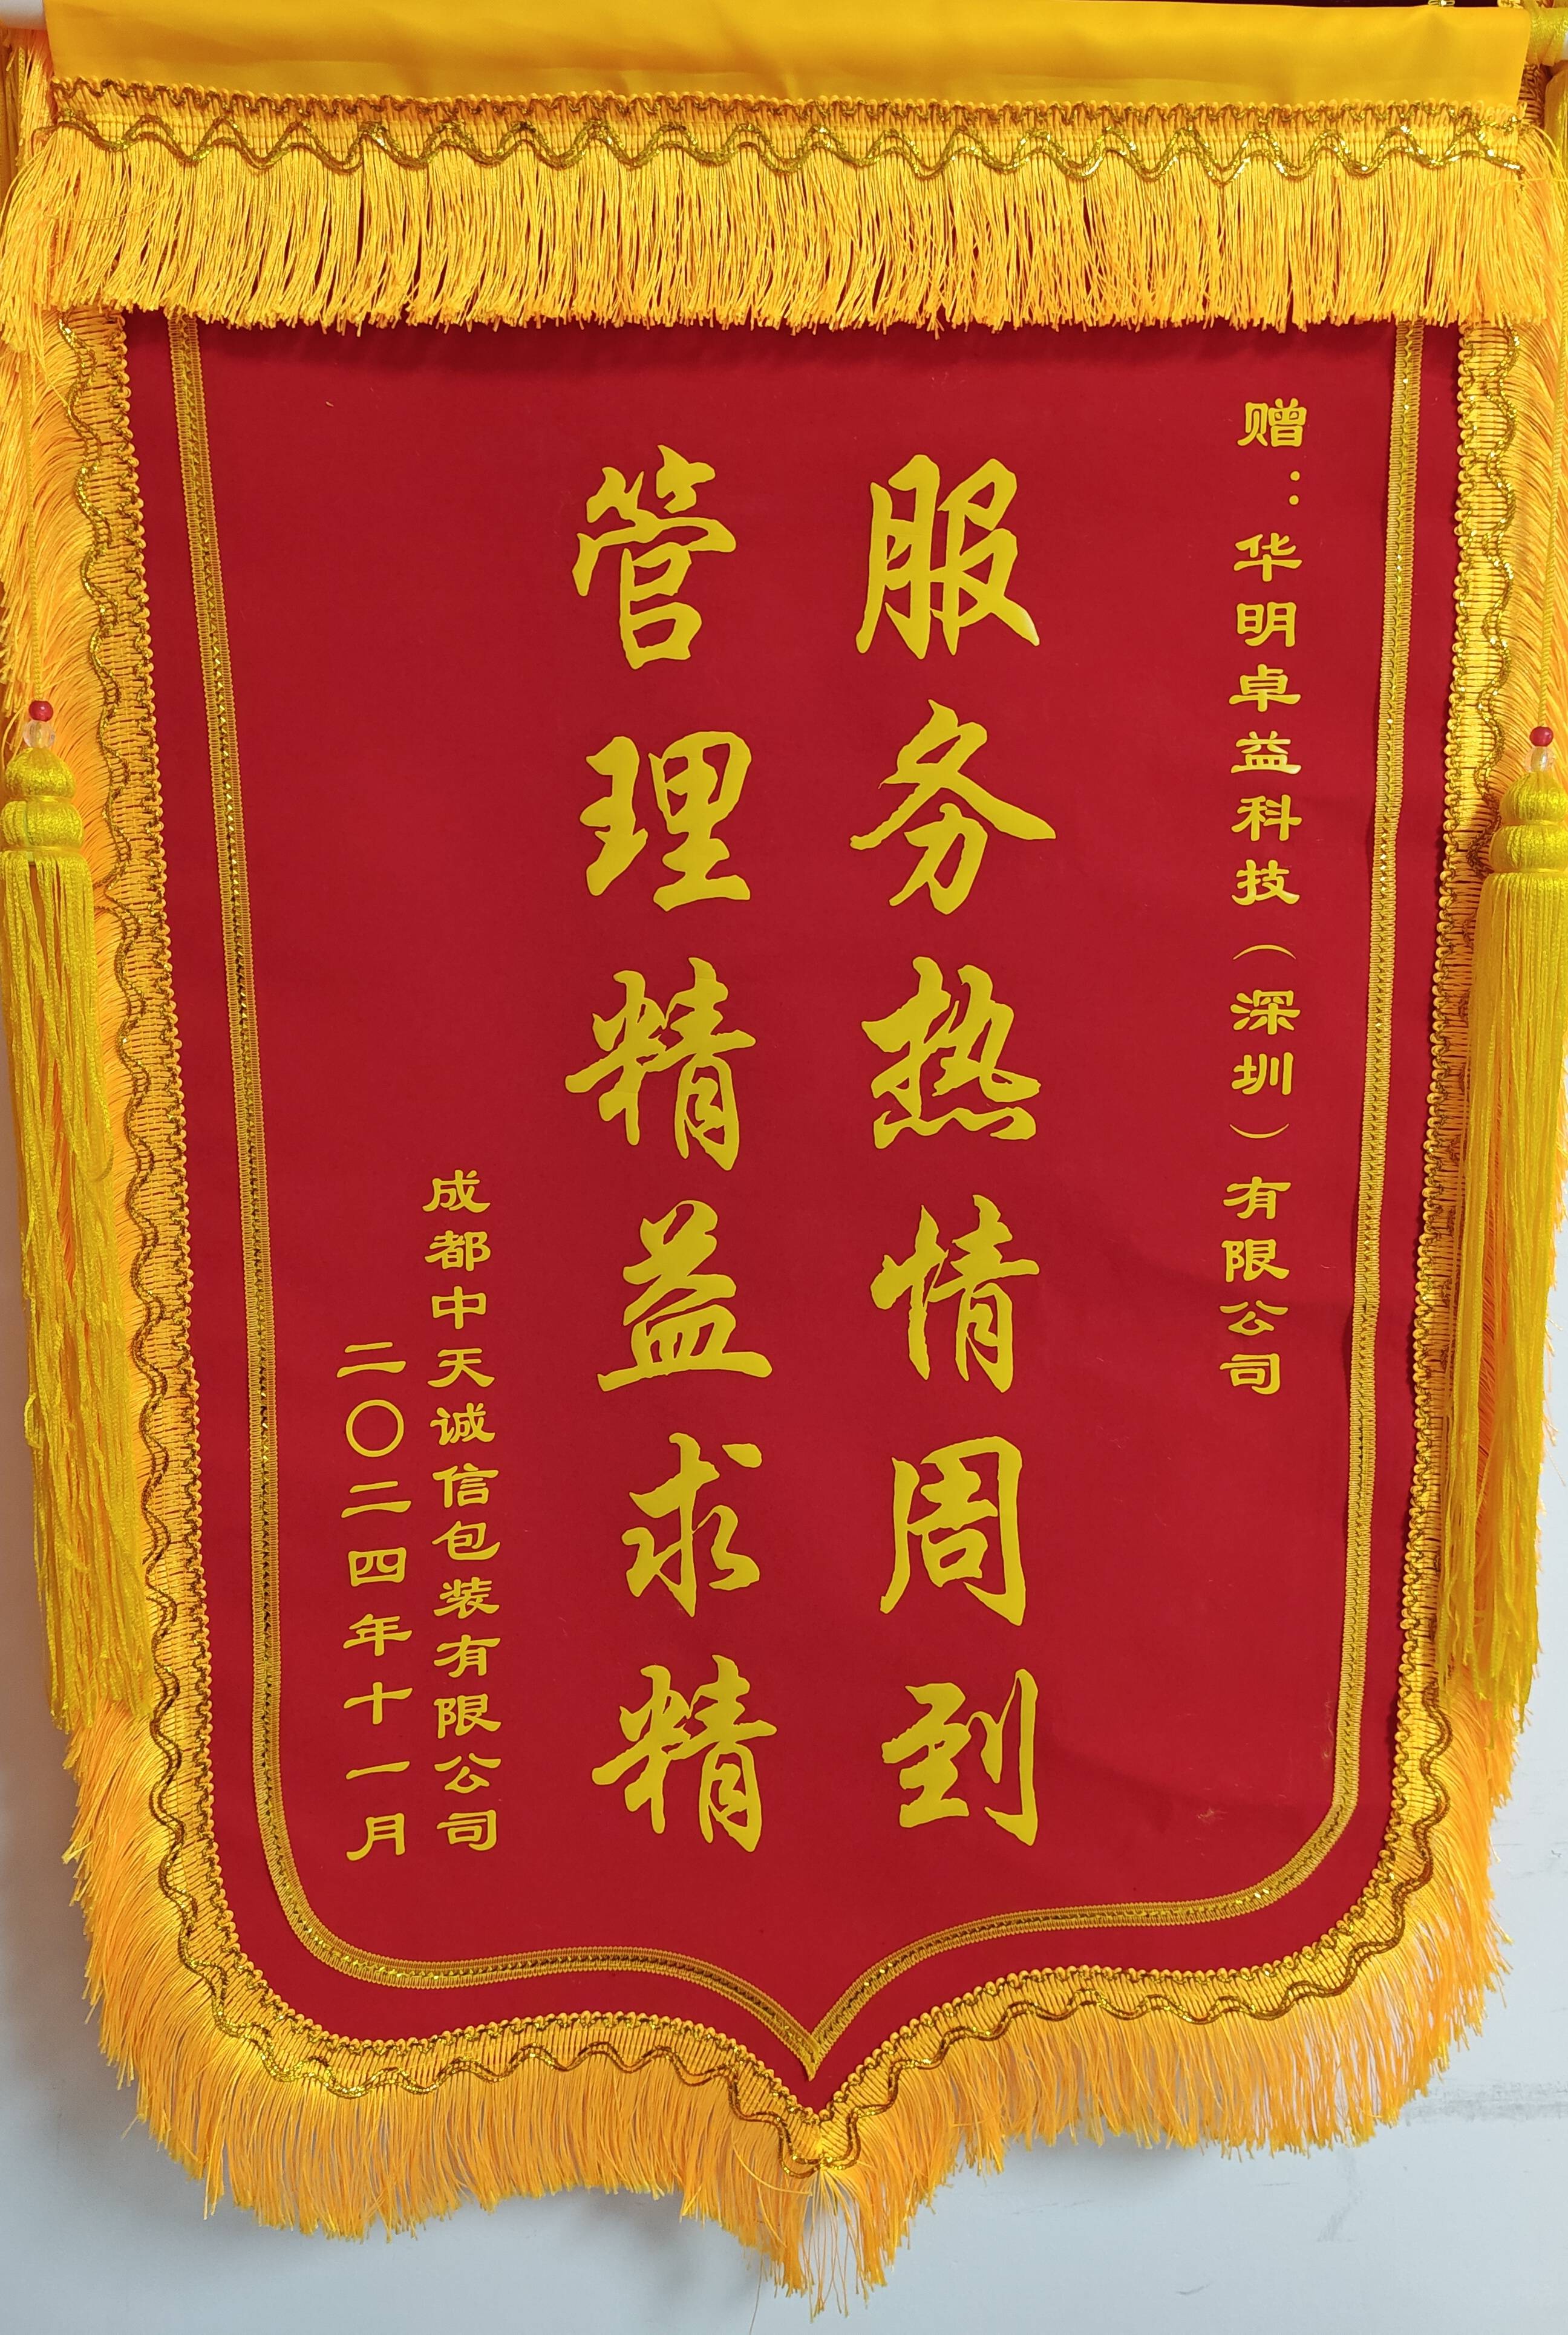 赠：华明卓益科技（深圳）有限公司
服务热情周到
管理精益求精
成都中天诚信包装有限公司
二〇二四年十一月